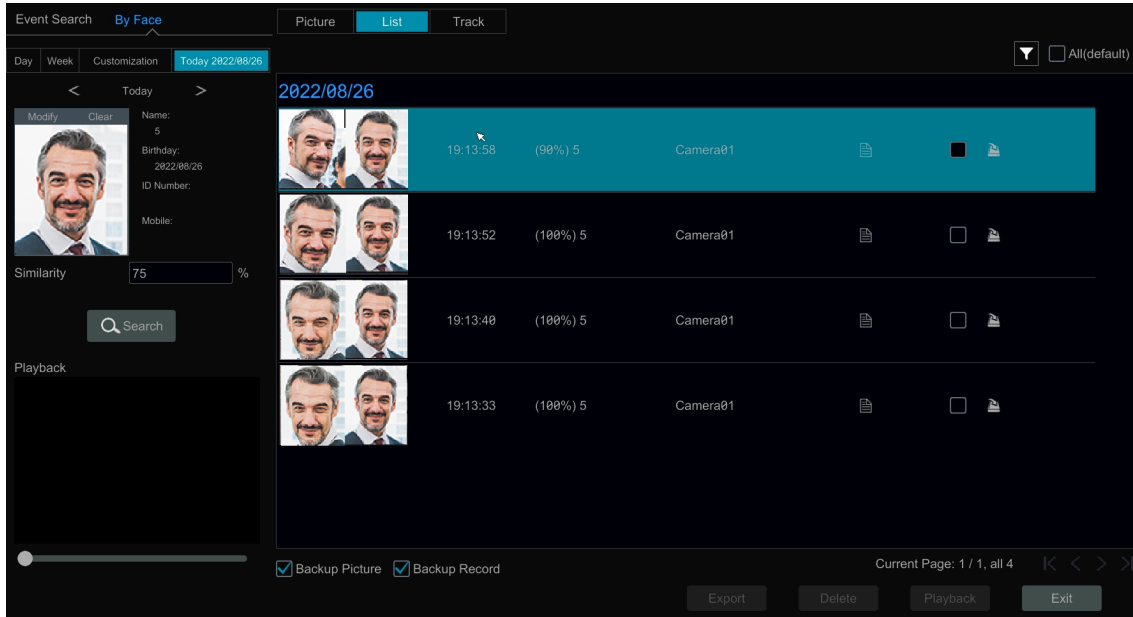 Event Search By Face
Picture List Track
All(default)
Day Week Customization Today 2022/08/26
< Today >
Modify Clear
Name:
5
Birthday:
2022/08/26
ID Number:
Mobile:
Similarity 75 %
Search
Playback
2022/08/26
19:13:58 (90%) 5 Camera01
19:13:52 (100%) 5 Camera01
19:13:40 (100%) 5 Camera01
19:13:33 (100%) 5 Camera01
Backup Picture Backup Record
Current Page: 1 / 1, all 4
Export Delete Playback Exit